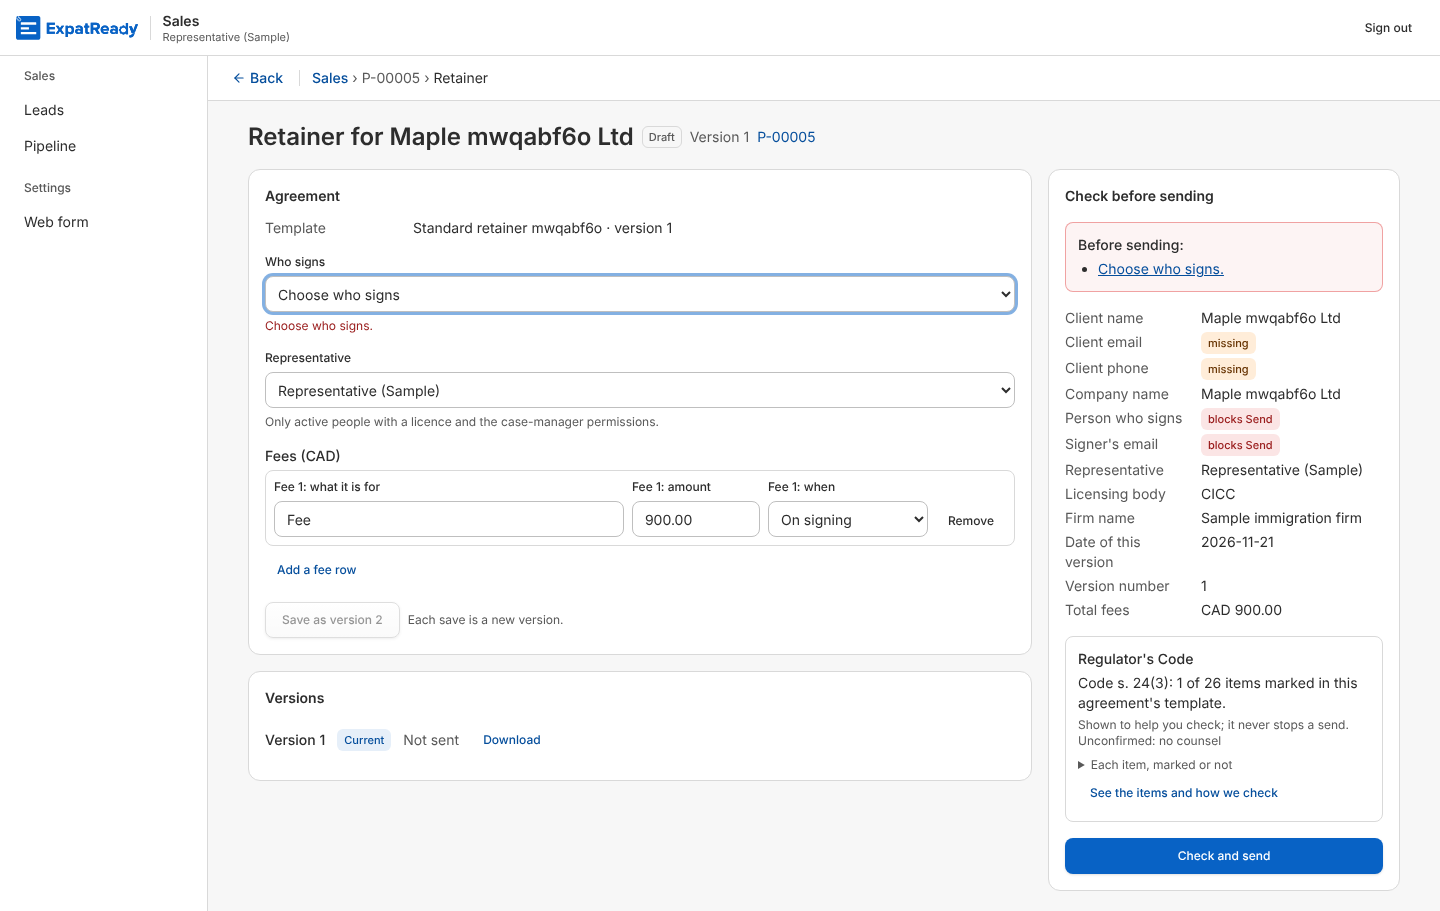 ExpatReady
Sales
Representative (Sample)
Sign out
Sales
Leads
Pipeline
Settings
Web form
← Back
Sales › P-00005 › Retainer
Retainer for Maple mwqabf6o Ltd Draft Version 1 P-00005
Agreement
Template Standard retainer mwqabf6o · version 1
Who signs
Choose who signs
Choose who signs.
Representative
Representative (Sample)
Only active people with a licence and the case-manager permissions.
Fees (CAD)
Fee 1: what it is for Fee 1: amount Fee 1: when
Fee 900.00 On signing Remove
Add a fee row
Save as version 2 Each save is a new version.
Versions
Version 1 Current Not sent Download
Check before sending
Before sending:
• Choose who signs.
Client name Maple mwqabf6o Ltd
Client email missing
Client phone missing
Company name Maple mwqabf6o Ltd
Person who signs blocks Send
Signer's email blocks Send
Representative Representative (Sample)
Licensing body CICC
Firm name Sample immigration firm
Date of this 2026-11-21
version
Version number 1
Total fees CAD 900.00
Regulator's Code
Code s. 24(3): 1 of 26 items marked in this
agreement's template.
Shown to help you check; it never stops a send.
Unconfirmed: no counsel
Each item, marked or not
See the items and how we check
Check and send